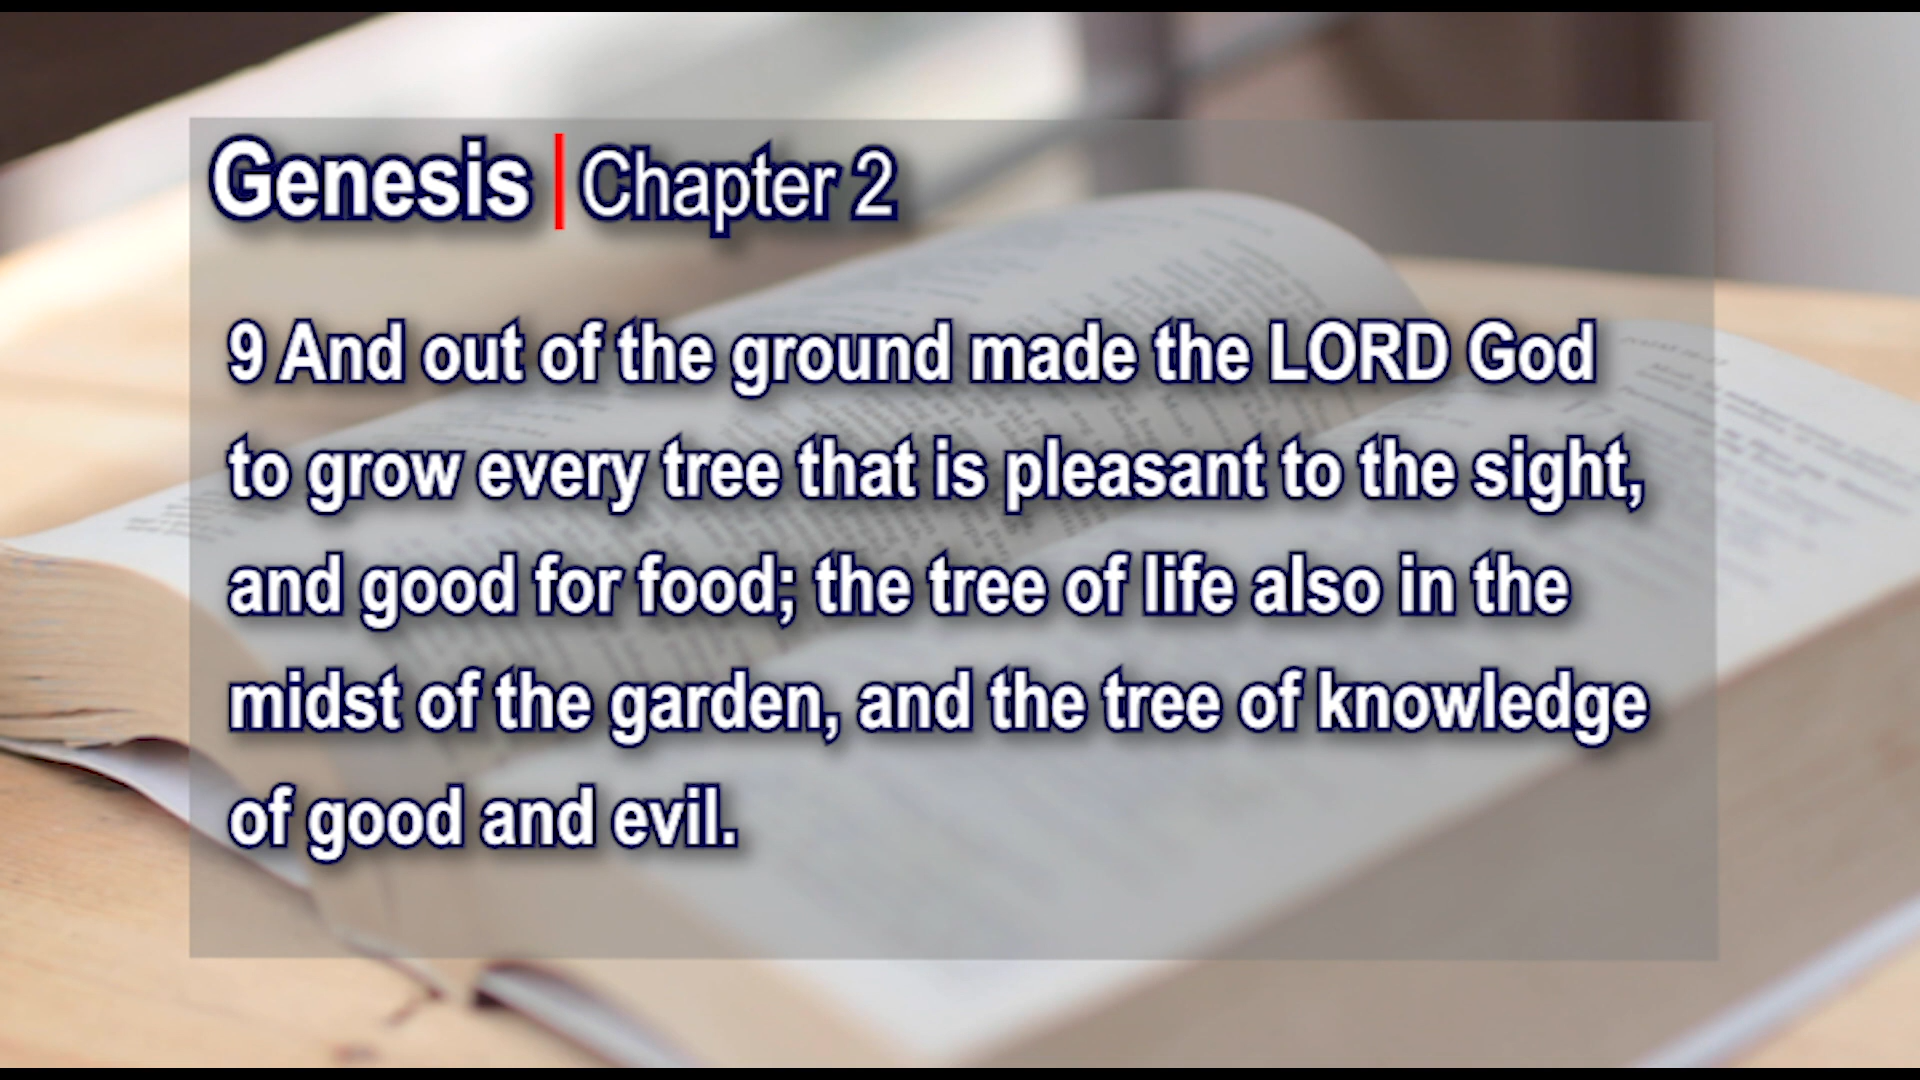 Genesis | Chapter 2
9 And out of the ground made the LORD God
to grow every tree that is pleasant to the sight,
and good for food; the tree of life also in the
midst of the garden, and the tree of knowledge
of good and evil.